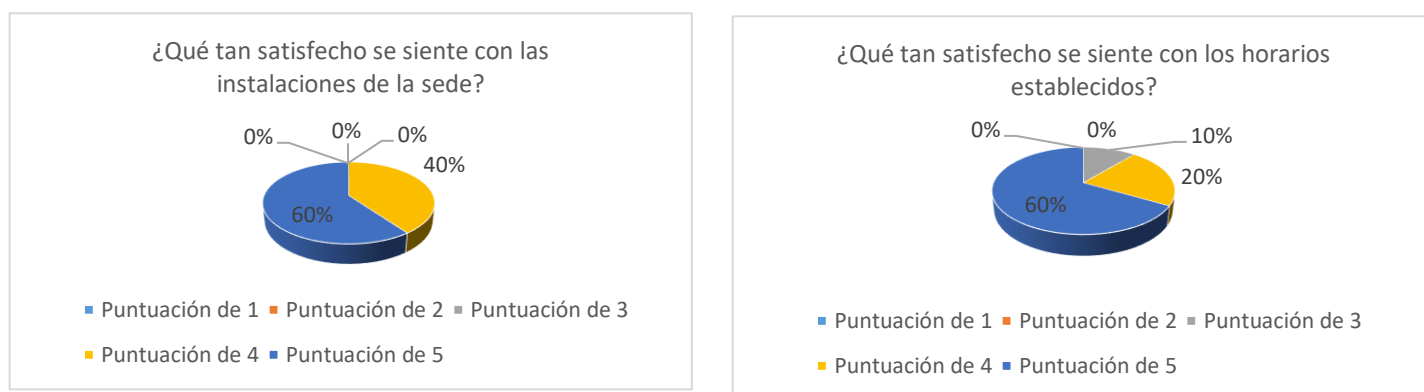 ¿Qué tan satisfecho se siente con las
instalaciones de la sede?
0%
0%
0%
40%
60%
Puntuación de 1
Puntuación de 2
Puntuación de 3
Puntuación de 4
Puntuación de 5
¿Qué tan satisfecho se siente con los horarios
establecidos?
0%
0%
10%
20%
60%
Puntuación de 1
Puntuación de 2
Puntuación de 3
Puntuación de 4
Puntuación de 5